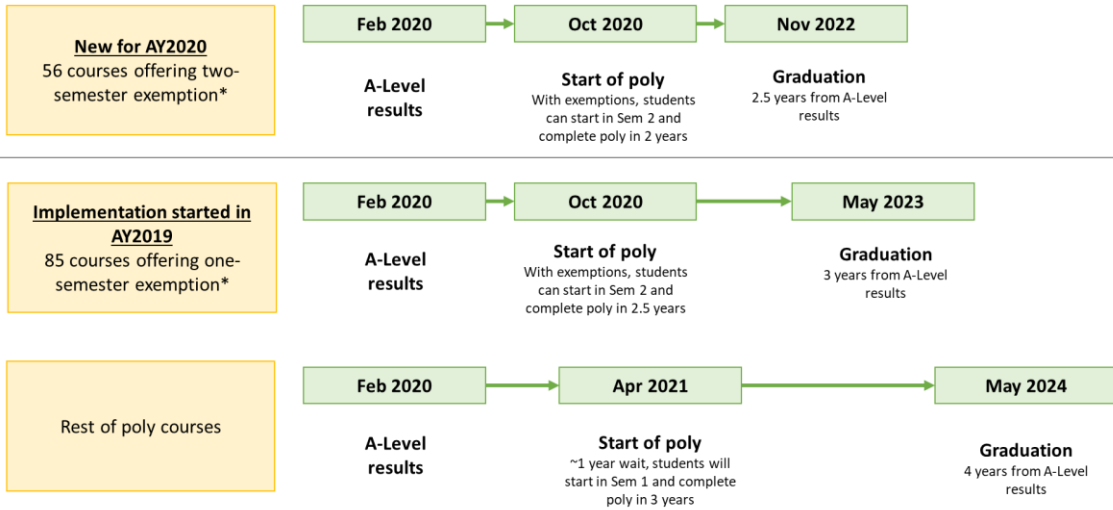 New for AY2020
56 courses offering two-
semester exemption*
Feb 2020
A-Level
results
Oct 2020
Start of poly
With exemptions, students
can start in Sem 2 and
complete poly in 2 years
Nov 2022
Graduation
2.5 years from A-Level
results
Implementation started in
AY2019
85 courses offering one-
semester exemption*
Feb 2020
A-Level
results
Oct 2020
Start of poly
With exemptions, students
can start in Sem 2 and
complete poly in 2.5 years
May 2023
Graduation
3 years from A-Level
results
Rest of poly courses
Feb 2020
A-Level
results
Apr 2021
Start of poly
~1 year wait, students will
start in Sem 1 and complete
poly in 3 years
May 2024
Graduation
4 years from A-Level
results